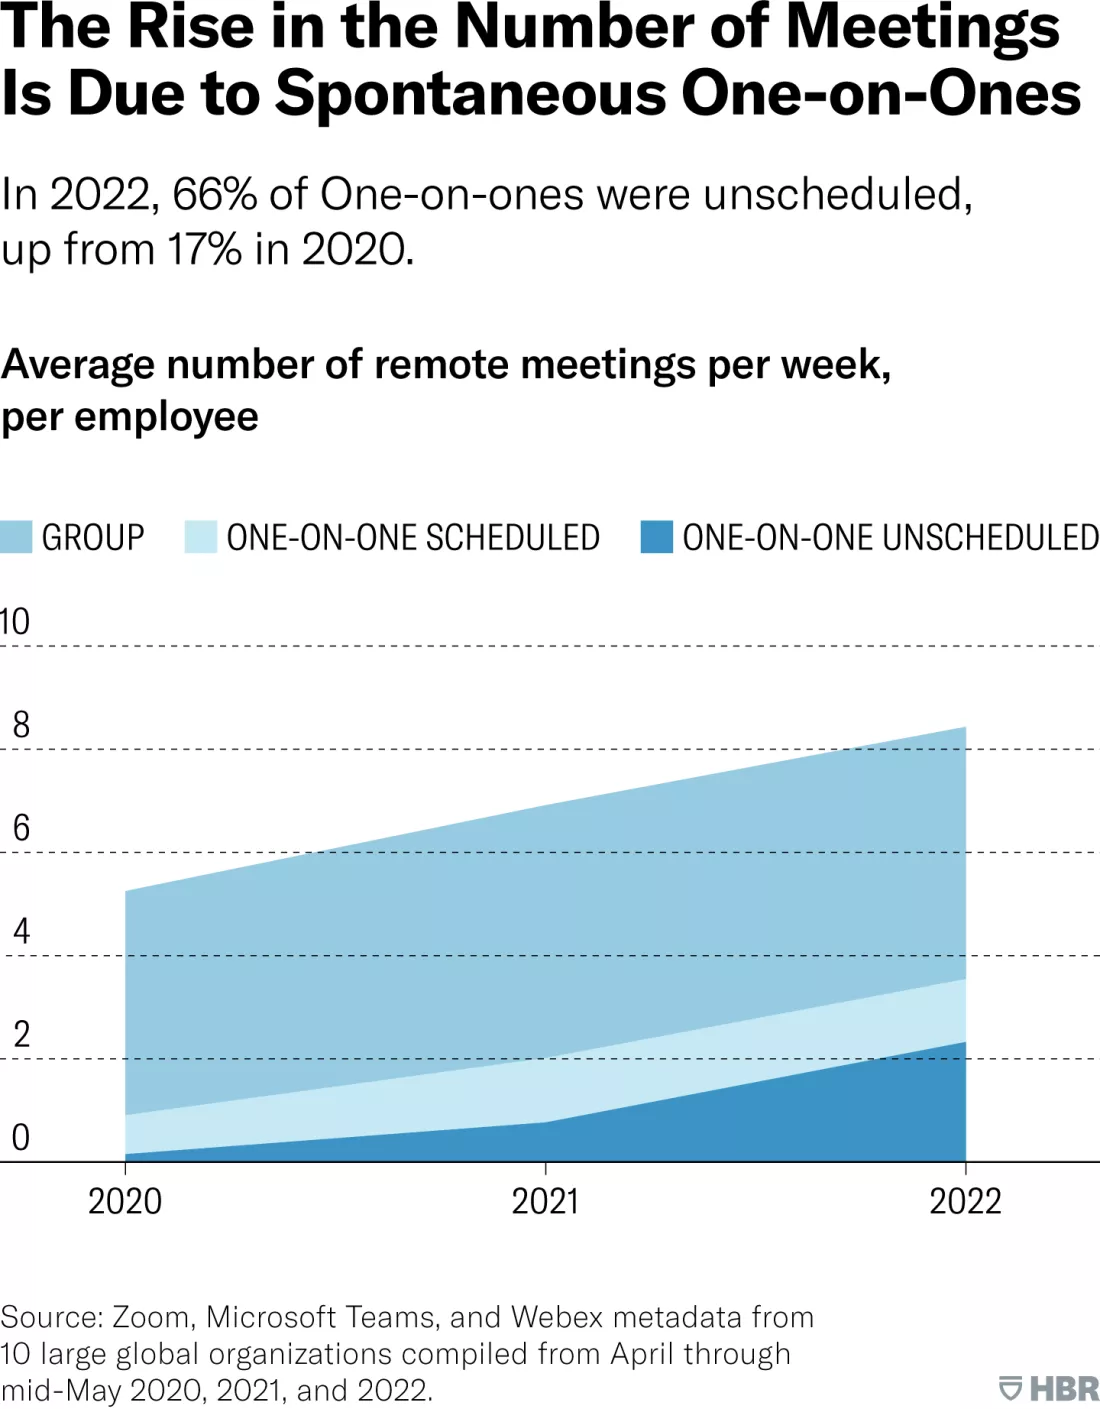 The Rise in the Number of Meetings
Is Due to Spontaneous One-on-Ones
In 2022, 66% of One-on-ones were unscheduled,
up from 17% in 2020.
Average number of remote meetings per week,
per employee
GROUP ONE-ON-ONE SCHEDULED ONE-ON-ONE UNSCHEDULED
10
8
6
4
2
0
2020 2021 2022
Source: Zoom, Microsoft Teams, and Webex metadata from
10 large global organizations compiled from April through
mid-May 2020, 2021, and 2022.
HBR